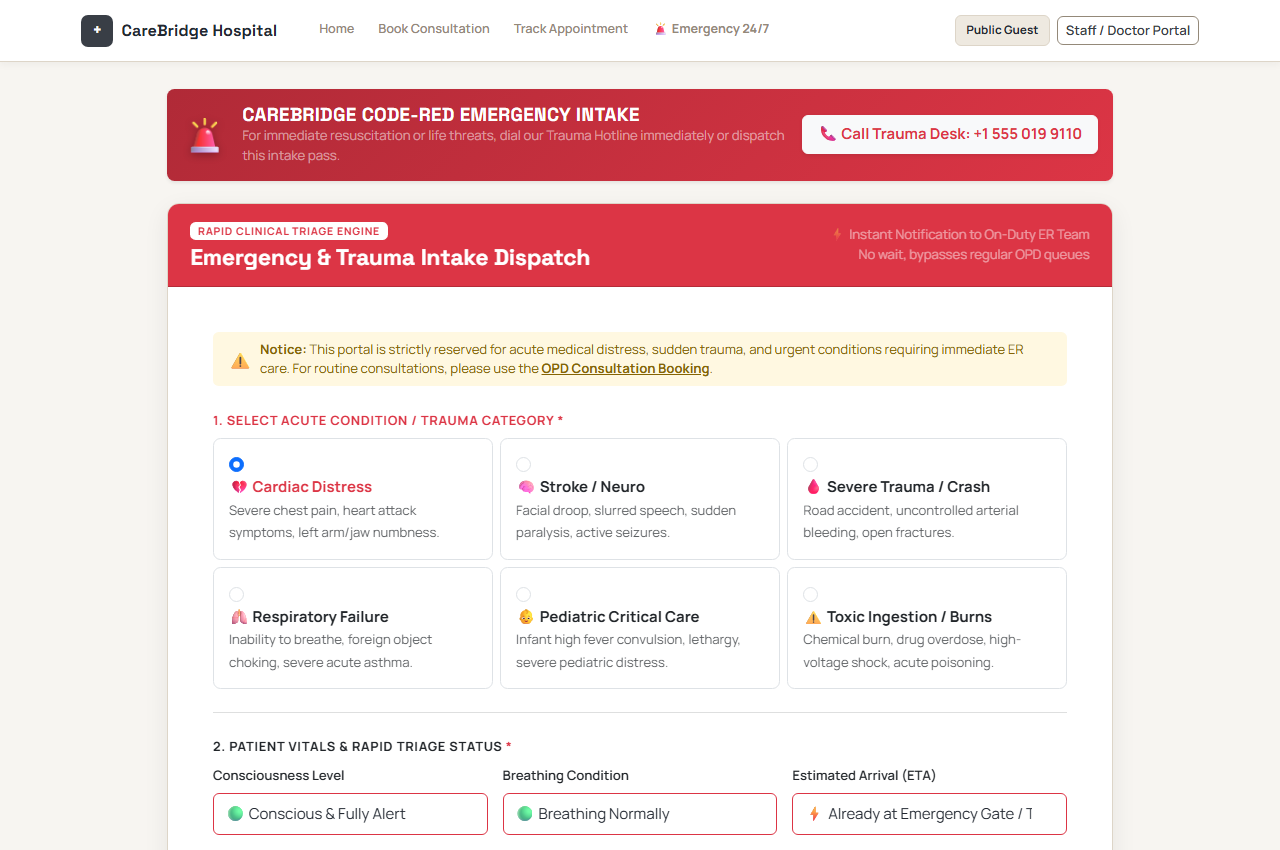 CareBridge Hospital
Home
Book Consultation
Track Appointment
Emergency 24/7
Public Guest
Staff / Doctor Portal
CAREBRIDGE CODE-RED EMERGENCY INTAKE
For immediate resuscitation or life threats, dial our Trauma Hotline immediately or dispatch
this intake pass.
Call Trauma Desk: +1 555 019 9110
RAPID CLINICAL TRIAGE ENGINE
Emergency & Trauma Intake Dispatch
Instant Notification to On-Duty ER Team
No wait, bypasses regular OPD queues
Notice: This portal is strictly reserved for acute medical distress, sudden trauma, and urgent conditions requiring immediate ER
care. For routine consultations, please use the OPD Consultation Booking.
1. SELECT ACUTE CONDITION / TRAUMA CATEGORY *
Cardiac Distress
Severe chest pain, heart attack
symptoms, left arm/jaw numbness.
Stroke / Neuro
Facial droop, slurred speech, sudden
paralysis, active seizures.
Severe Trauma / Crash
Road accident, uncontrolled arterial
bleeding, open fractures.
Respiratory Failure
Inability to breathe, foreign object
choking, severe acute asthma.
Pediatric Critical Care
Infant high fever convulsion, lethargy,
severe pediatric distress.
Toxic Ingestion / Burns
Chemical burn, drug overdose, high-
voltage shock, acute poisoning.
2. PATIENT VITALS & RAPID TRIAGE STATUS *
Consciousness Level
Conscious & Fully Alert
Breathing Condition
Breathing Normally
Estimated Arrival (ETA)
Already at Emergency Gate /